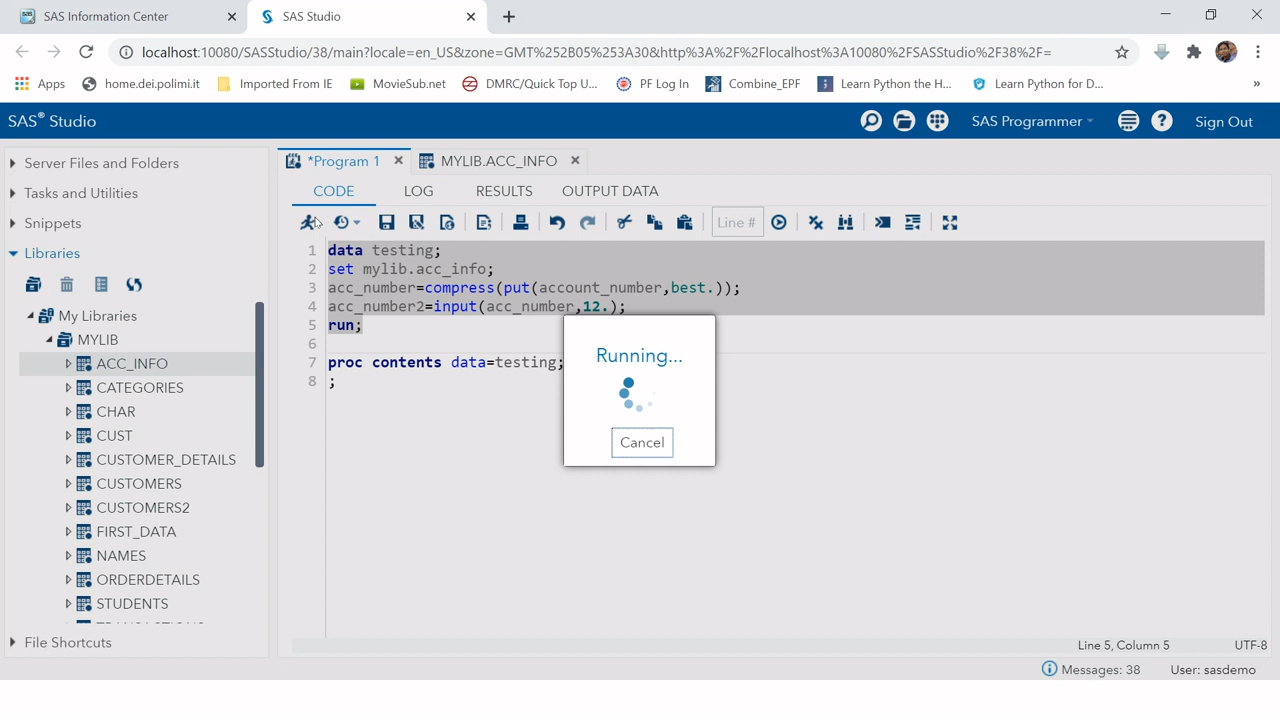 SAS Information Center
SAS Studio
localhost:10080/SASStudio/38/main?locale=en_US&zone=GMT%252B05%253A30&http%3A%2F%2Flocalhost%3A10080%2FSASStudio%2F38%2F=
Apps
home.dei.polimi.it
Imported From IE
MovieSub.net
DMRC/Quick Top U...
PF Log In
Combine_EPF
Learn Python the H...
Learn Python for D...
»
SAS® Studio
SAS Programmer
Sign Out
Server Files and Folders
Tasks and Utilities
Snippets
Libraries
My Libraries
MYLIB
ACC_INFO
CATEGORIES
CHAR
CUST
CUSTOMER_DETAILS
CUSTOMERS
CUSTOMERS2
FIRST_DATA
NAMES
ORDERDETAILS
STUDENTS
File Shortcuts
*Program 1
MYLIB.ACC_INFO
CODE
LOG
RESULTS
OUTPUT DATA
Line #
1 data testing;
2 set mylib.acc_info;
3 acc_number=compress(put(account_number,best.));
4 acc_number2=input(acc_number,12.);
5 run;
6
7 proc contents data=testing;
8 ;
Running...
Cancel
Line 5, Column 5
UTF-8
Messages: 38
User: sasdemo